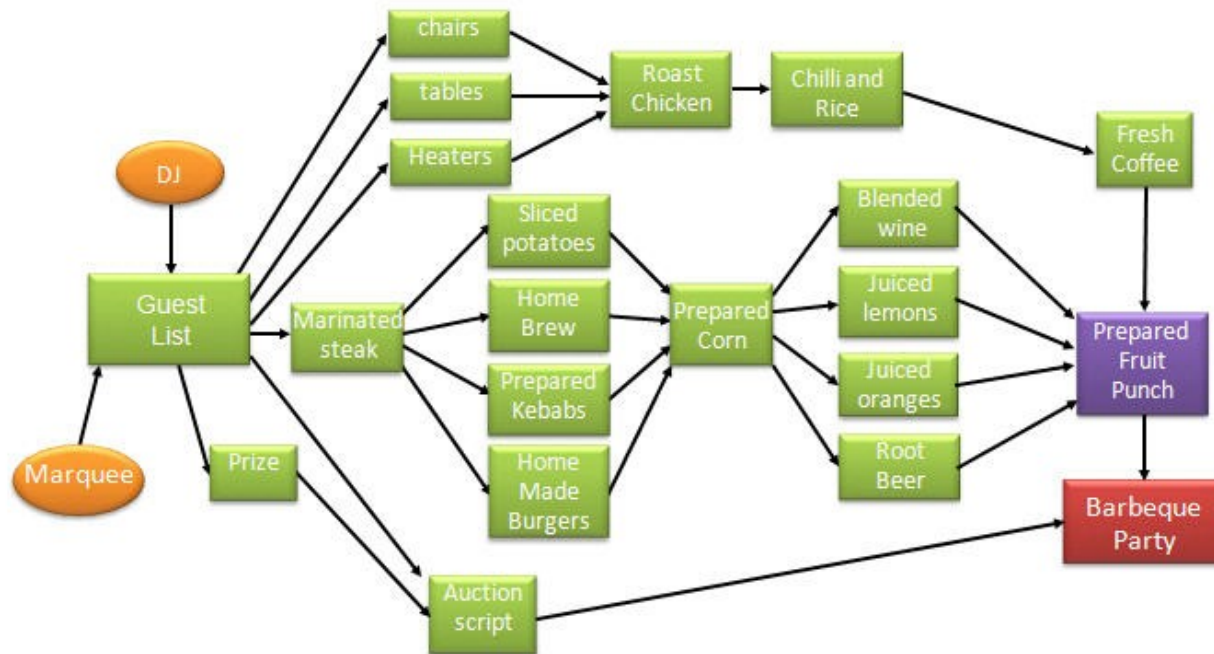 chairs
tables
Heaters
Roast
Chicken
Chilli and
Rice
Fresh
Coffee
DJ
Guest
List
Marquee
Marinated
steak
Sliced
potatoes
Home
Brew
Prepared
Kebabs
Home
Made
Burgers
Prepared
Corn
Blended
wine
Juiced
lemons
Juiced
oranges
Root
Beer
Prepared
Fruit
Punch
Prize
Auction
script
Barbeque
Party